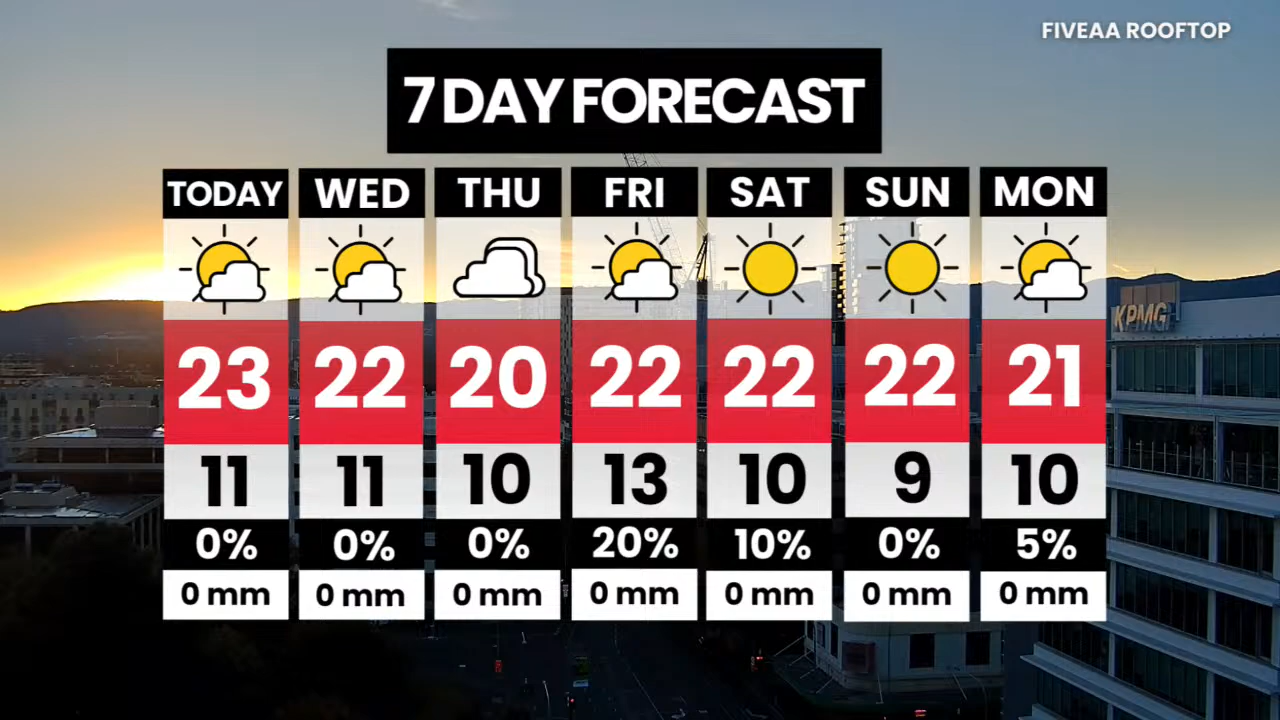 FIVEAA ROOFTOP
7 DAY FORECAST
TODAY WED THU FRI SAT SUN MON
23 22 20 22 22 22 21
11 11 10 13 10 9 10
0% 0% 0% 20% 10% 0% 5%
0 mm 0 mm 0 mm 0 mm 0 mm 0 mm 0 mm
KPMG